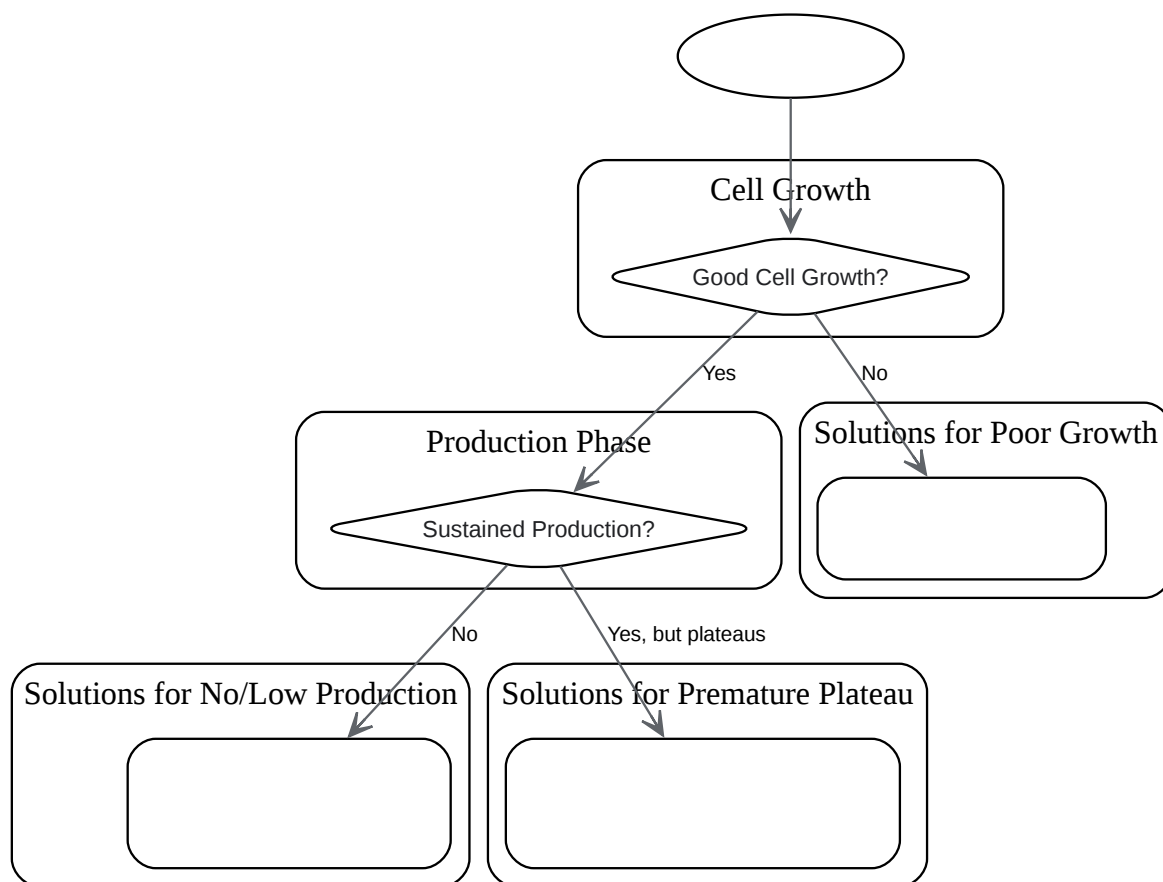 Cell Growth
Good Cell Growth?
Yes
No
Production Phase
Solutions for Poor Growth
Sustained Production?
No
Yes, but plateaus
Solutions for No/Low Production
Solutions for Premature Plateau